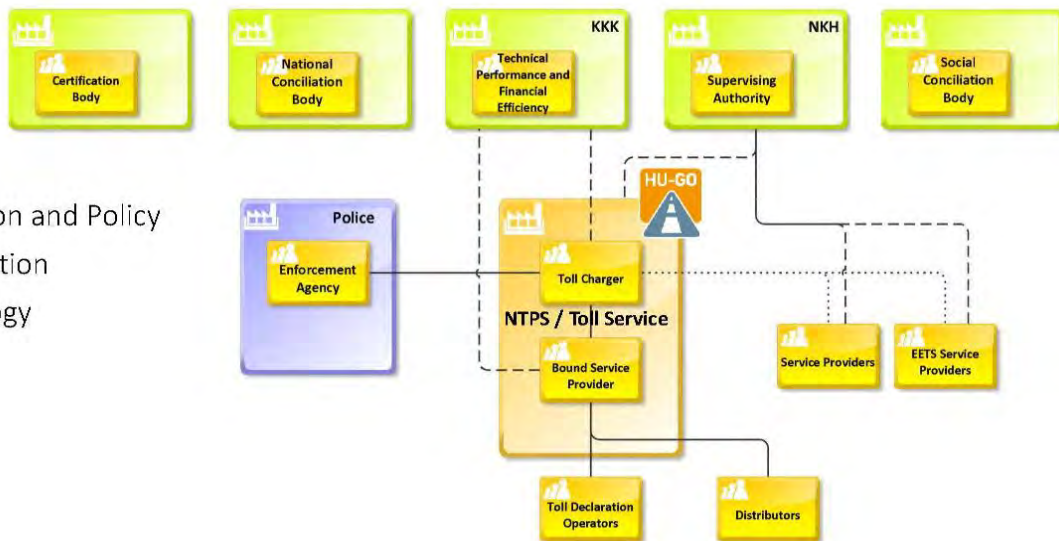 KKK
NKH
Certification
Body
National
Conciliation
Body
Technical
Performance and
Financial
Efficiency
Supervising
Authority
Social
Conciliation
Body
HU-GO
on and Policy
tion
gy
Police
Enforcement
Agency
Toll Charger
NTPS / Toll Service
Bound Service
Provider
Service Providers
EETS Service
Providers
Toll Declaration
Operators
Distributors